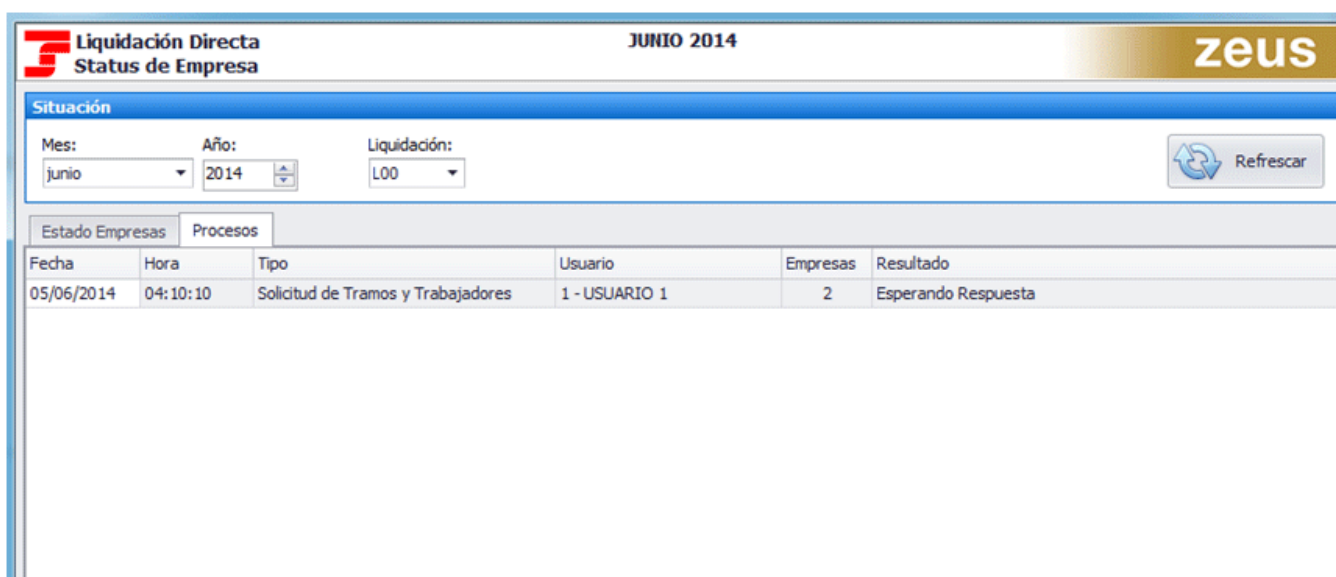 Liquidación Directa JUNIO 2014 zeus
Status de Empresa
Situación
Mes: Año: Liquidación:
junio 2014 L00 Refrescar
Estado Empresas Procesos
Fecha Hora Tipo Usuario Empresas Resultado
05/06/2014 04:10:10 Solicitud de Tramos y Trabajadores 1 - USUARIO 1 2 Esperando Respuesta